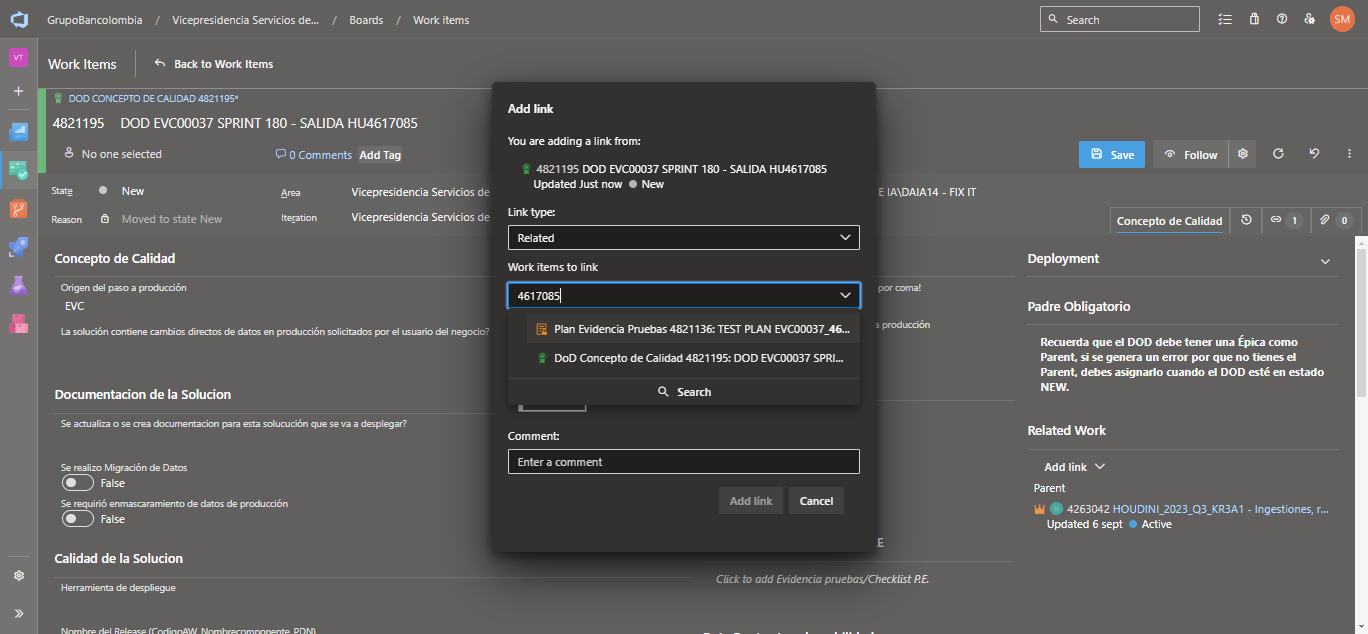 GrupoBancolombia / Vicepresidencia Servicios de... / Boards / Work items
Search
SM
VT
Work Items
Back to Work Items
DOD CONCEPTO DE CALIDAD 4821195*
4821195 DOD EVC00037 SPRINT 180 - SALIDA HU4617085
No one selected
0 Comments
Add Tag
Save
Follow
State
New
Area
Vicepresidencia Servicios de
E IA\DAIA14 - FIX IT
Reason
Moved to state New
Iteration
Vicepresidencia Servicios de
Concepto de Calidad
1
0
Add link
You are adding a link from:
4821195 DOD EVC00037 SPRINT 180 - SALIDA HU4617085
Updated Just now New
Link type:
Related
Work items to link
4617085
Plan Evidencia Pruebas 4821136: TEST PLAN EVC00037_46...
DoD Concepto de Calidad 4821195: DOD EVC00037 SPRI...
Search
Comment:
Enter a comment
Add link
Cancel
Concepto de Calidad
Origen del paso a producción
EVC
La solución contiene cambios directos de datos en producción solicitados por el usuario del negocio?
Documentacion de la Solucion
Se actualiza o se crea documentacion para esta solucución que se va a desplegar?
Se realizo Migración de Datos
False
Se requirió enmascaramiento de datos de producción
False
Calidad de la Solucion
Herramienta de despliegue
Nombre del Release (CodigoAW_Nombrecomponente_PDN)
por coma!
a producción
E
Click to add Evidencia pruebas/Checklist P.E.
Deployment
Padre Obligatorio
Recuerda que el DOD debe tener una Épica como
Parent, si se genera un error por que no tienes el
Parent, debes asignarlo cuando el DOD esté en estado
NEW.
Related Work
Add link
Parent
4263042 HOUDINI_2023_Q3_KR3A1 - Ingestiones, r...
Updated 6 sept Active